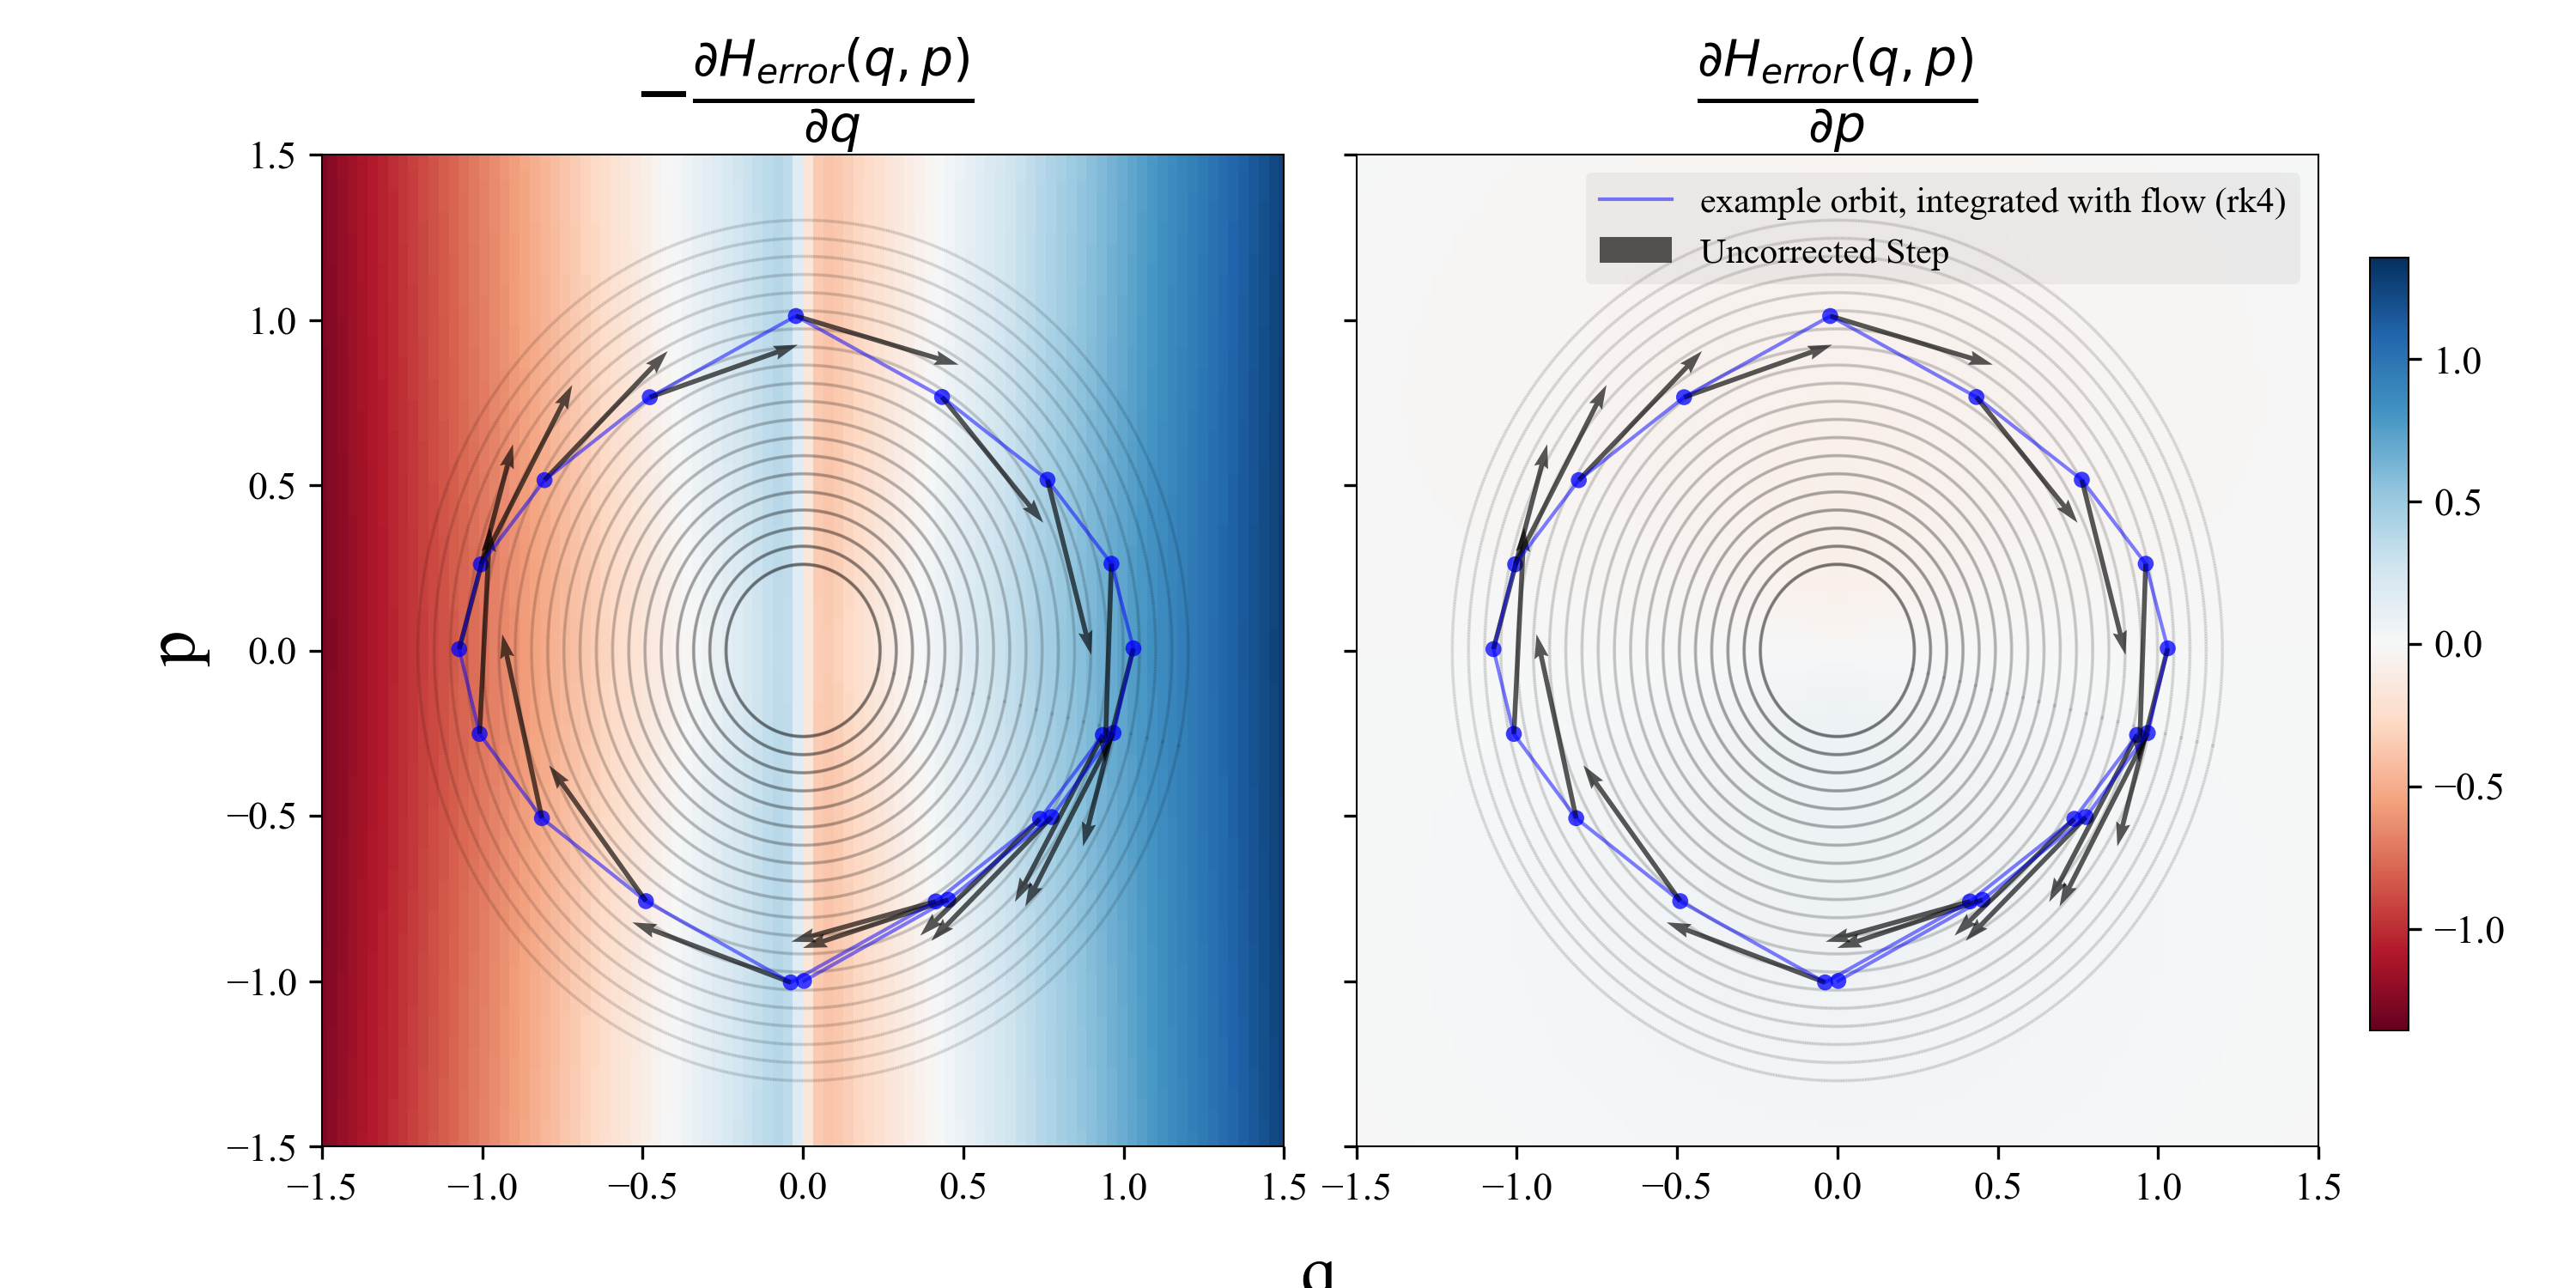 −∂H_error(q, p)/∂q
∂H_error(q, p)/∂p
example orbit, integrated with flow (rk4)
Uncorrected Step
1.5
1.0
0.5
0.0
−0.5
−1.0
−1.5
p
−1.5 −1.0 −0.5 0.0 0.5 1.0 1.5
−1.5 −1.0 −0.5 0.0 0.5 1.0 1.5
1.0
0.5
0.0
−0.5
−1.0
q